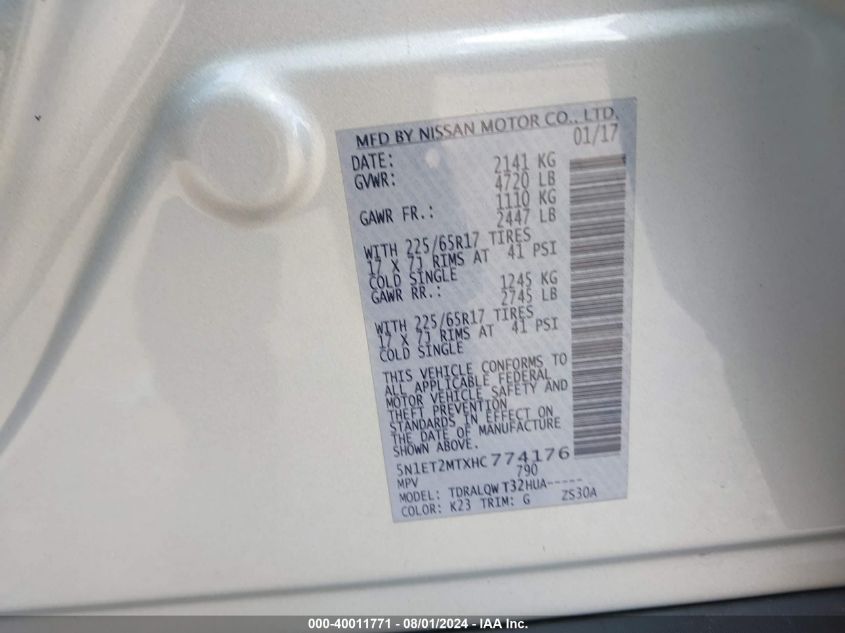 MFD BY NISSAN MOTOR CO., LTD.
DATE: 01/17
GVWR: 2141 KG
4720 LB
GAWR FR.: 1110 KG
2447 LB
WITH 225/65R17 TIRES
17 X 7J RIMS AT 41 PSI
COLD SINGLE
GAWR RR.: 1245 KG
2745 LB
WITH 225/65R17 TIRES
17 X 7J RIMS AT 41 PSI
COLD SINGLE
THIS VEHICLE CONFORMS TO
ALL APPLICABLE FEDERAL
MOTOR VEHICLE SAFETY AND
THEFT PREVENTION
STANDARDS IN EFFECT ON
THE DATE OF MANUFACTURE
SHOWN ABOVE.
5N1ET2MTXHC774176
MPV 790
MODEL: TDRALQW T32HUA-----
COLOR: K23 TRIM: G ZS30A
000-40011771 - 08/01/2024 - IAA Inc.